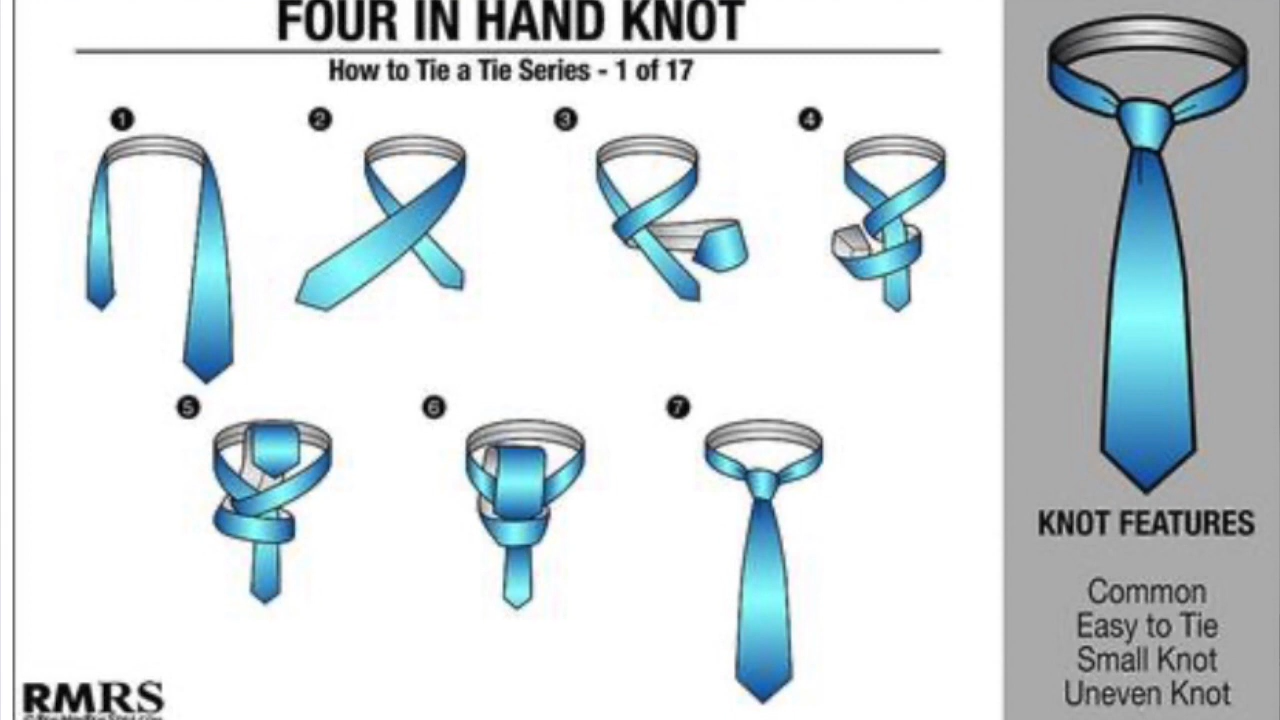 FOUR IN HAND KNOT
How to Tie a Tie Series - 1 of 17
1
2
3
4
5
6
7
KNOT FEATURES
Common
Easy to Tie
Small Knot
Uneven Knot
RMRS